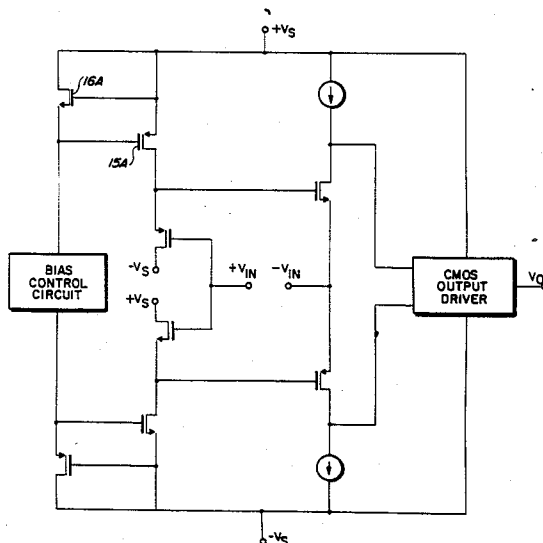 +VS
16A
15A
-VS
+VS
+VIN
-VIN
BIAS
CONTROL
CIRCUIT
CMOS
OUTPUT
DRIVER
VO
-VS